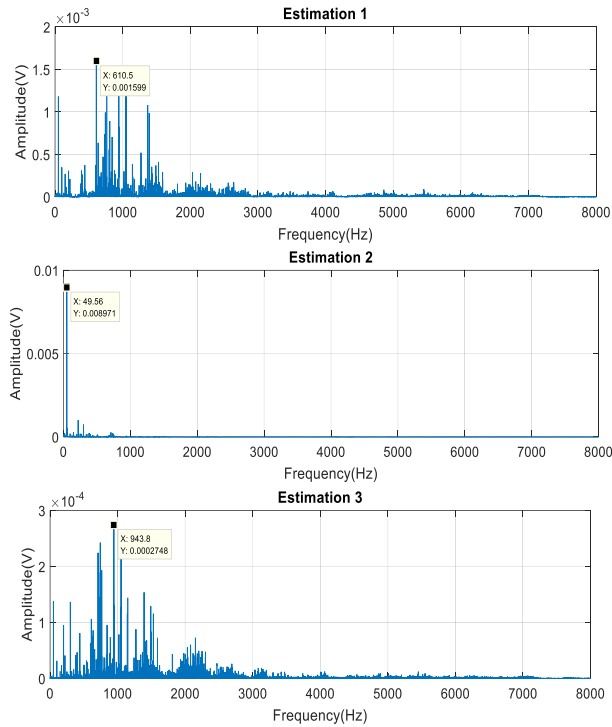 Estimation 1
×10⁻³
2
1.5
1
0.5
0
Amplitude(V)
X: 610.5
Y: 0.001599
0 1000 2000 3000 4000 5000 6000 7000 8000
Frequency(Hz)
Estimation 2
0.01
0.005
0
Amplitude(V)
X: 49.56
Y: 0.008971
0 1000 2000 3000 4000 5000 6000 7000 8000
Frequency(Hz)
Estimation 3
×10⁻⁴
3
2
1
0
Amplitude(V)
X: 943.8
Y: 0.0002748
0 1000 2000 3000 4000 5000 6000 7000 8000
Frequency(Hz)